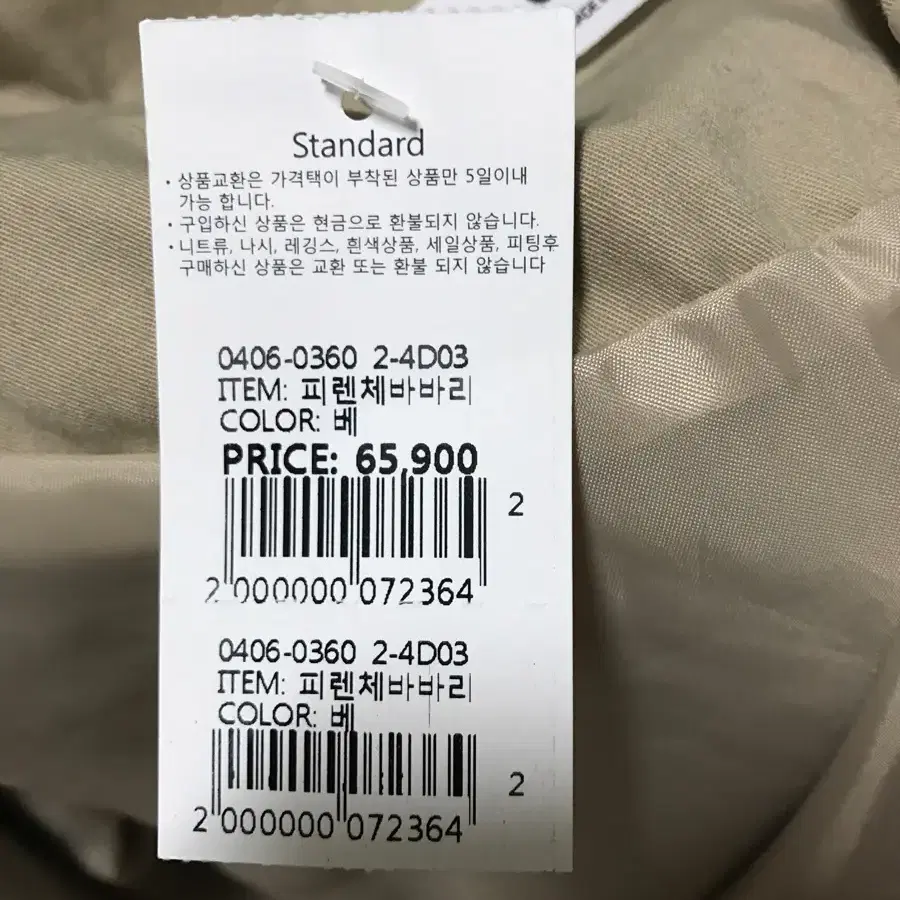 Standard
· 상품교환은 가격택이 부착된 상품만 5일이내
가능 합니다.
· 구입하신 상품은 현금으로 환불되지 않습니다.
· 니트류, 나시, 레깅스, 흰색상품, 세일상품, 피팅후
구매하신 상품은 교환 또는 환불 되지 않습니다
0406-0360 2-4D03
ITEM: 피렌체바바리
COLOR: 베
PRICE: 65,900
2
2 000000 072364
0406-0360 2-4D03
ITEM: 피렌체바바리
COLOR: 베
2
2 000000 072364